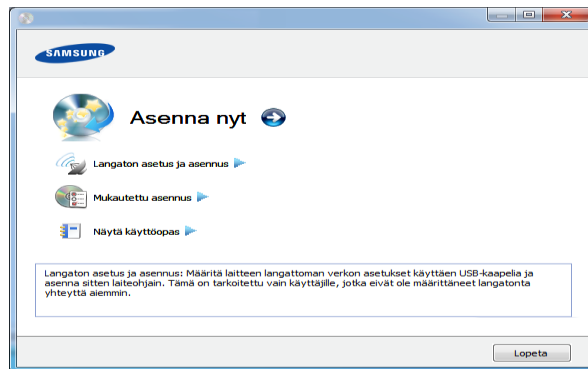 SAMSUNG
Asenna nyt
Langaton asetus ja asennus
Mukautettu asennus
Näytä käyttöopas
Langaton asetus ja asennus: Määritä laitteen langattoman verkon asetukset käyttäen USB-kaapelia ja
asenna sitten laiteohjain. Tämä on tarkoitettu vain käyttäjille, jotka eivät ole määrittäneet langatonta
yhteyttä aiemmin.
Lopeta